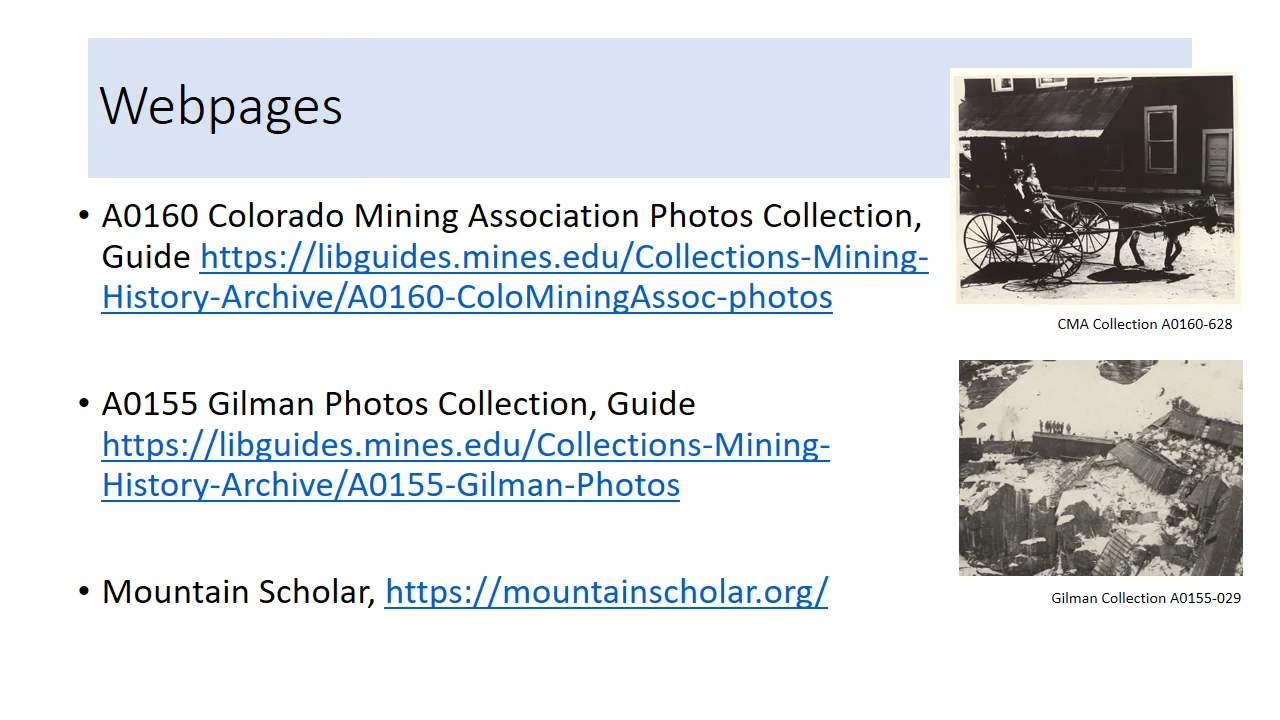 Webpages
• A0160 Colorado Mining Association Photos Collection,
Guide https://libguides.mines.edu/Collections-Mining-
History-Archive/A0160-ColoMiningAssoc-photos
CMA Collection A0160-628
• A0155 Gilman Photos Collection, Guide
https://libguides.mines.edu/Collections-Mining-
History-Archive/A0155-Gilman-Photos
• Mountain Scholar, https://mountainscholar.org/
Gilman Collection A0155-029